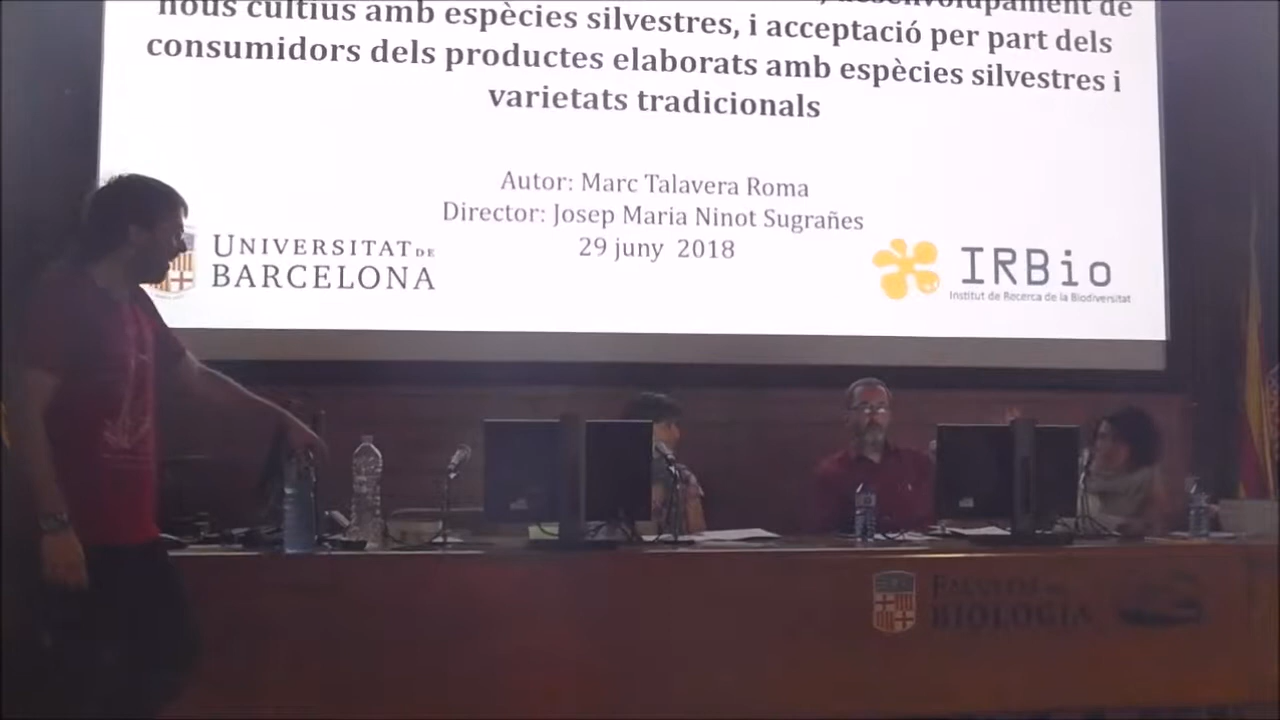 desenvolupament de
nous cultius amb espècies silvestres, i acceptació per part dels
consumidors dels productes elaborats amb espècies silvestres i
varietats tradicionals
Autor: Marc Talavera Roma
Director: Josep Maria Ninot Sugrañes
29 juny 2018
UNIVERSITAT DE
BARCELONA
IRBio
Institut de Recerca de la Biodiversitat
BIOLOGIA